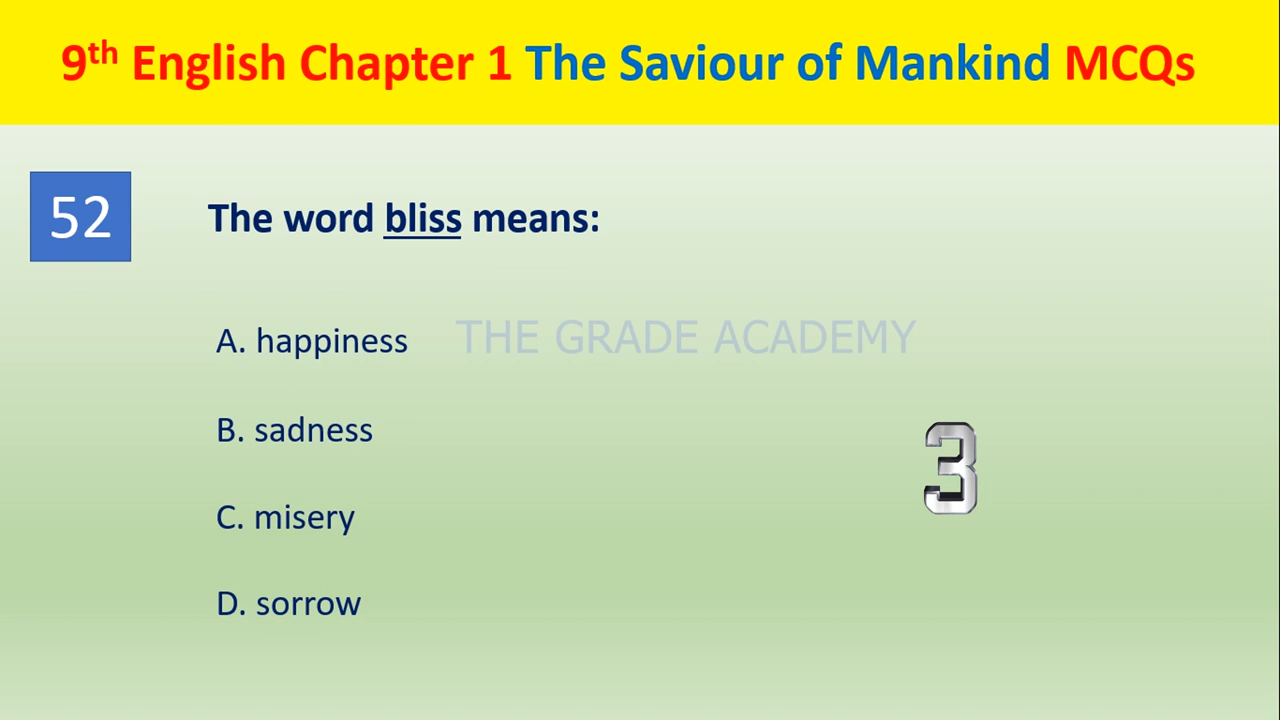 9th English Chapter 1 The Saviour of Mankind MCQs
52
The word bliss means:
A. happiness
THE GRADE ACADEMY
B. sadness
3
C. misery
D. sorrow